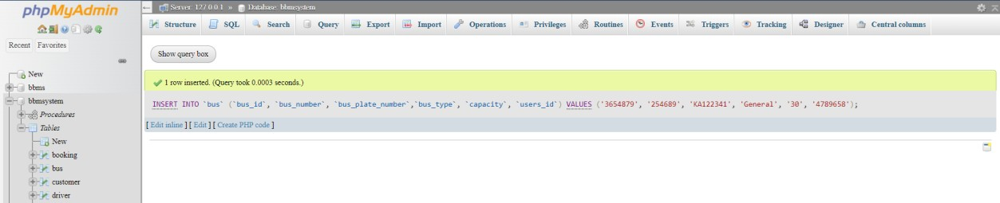 phpMyAdmin
Recent Favorites
New
bbms
bbmsystem
Procedures
Tables
New
booking
bus
customer
driver
Server: 127.0.0.1 » Database: bbmsystem
Structure SQL Search Query Export Import Operations Privileges Routines Events Triggers Tracking Designer Central columns
Show query box
1 row inserted. (Query took 0.0003 seconds.)
INSERT INTO `bus` (`bus_id`, `bus_number`, `bus_plate_number`,`bus_type`, `capacity`, `users_id`) VALUES ('3654879', '254689', 'KA122341', 'General', '30', '4789658');
[ Edit inline ] [ Edit ] [ Create PHP code ]